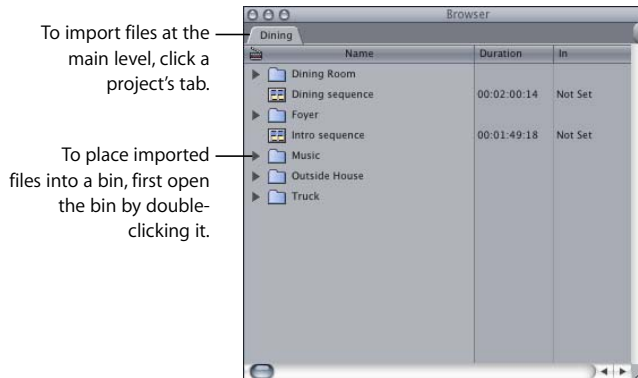 To import files at the
main level, click a
project's tab.
To place imported
files into a bin, first open
the bin by double-
clicking it.
Browser
Dining
Name Duration In
Dining Room
Dining sequence 00:02:00:14 Not Set
Foyer
Intro sequence 00:01:49:18 Not Set
Music
Outside House
Truck